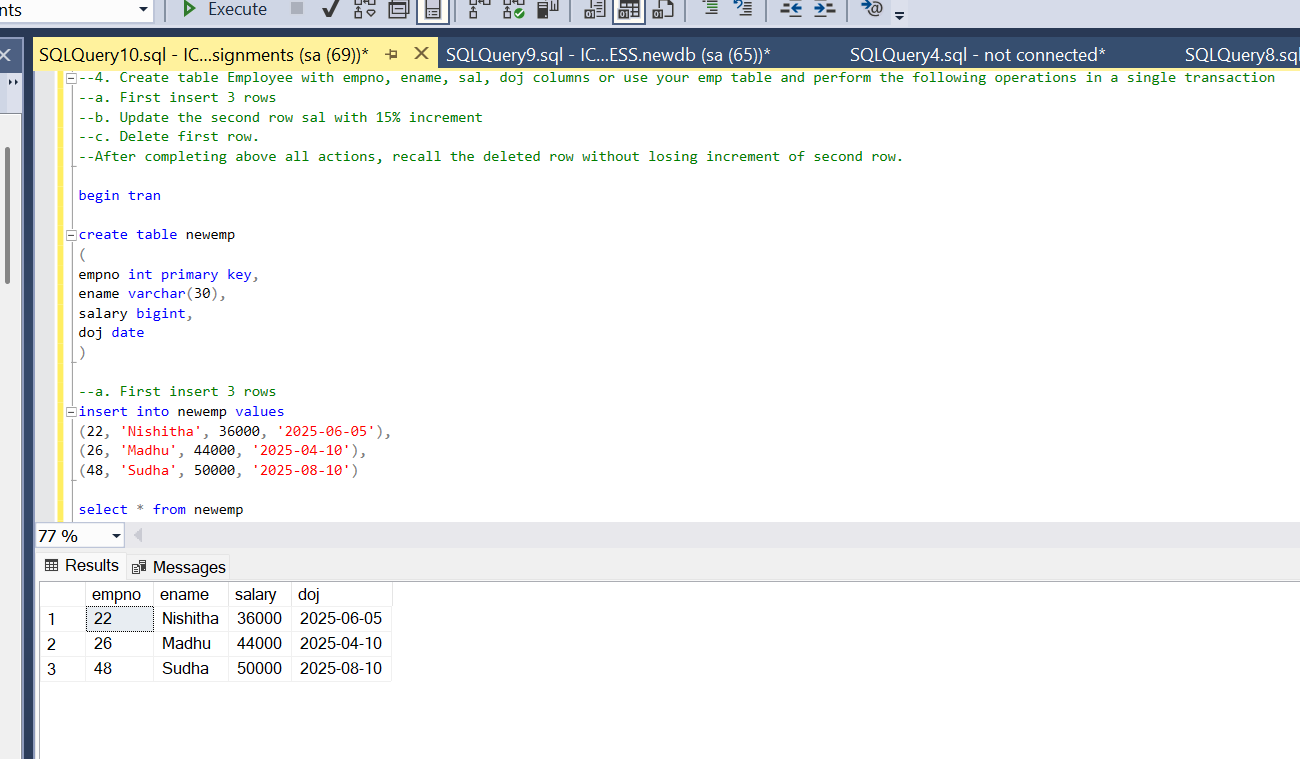 nts Execute
SQLQuery10.sql - IC...signments (sa (69))* SQLQuery9.sql - IC...ESS.newdb (sa (65))* SQLQuery4.sql - not connected* SQLQuery8.sql
--4. Create table Employee with empno, ename, sal, doj columns or use your emp table and perform the following operations in a single transaction
--a. First insert 3 rows
--b. Update the second row sal with 15% increment
--c. Delete first row.
--After completing above all actions, recall the deleted row without losing increment of second row.
begin tran
create table newemp
(
empno int primary key,
ename varchar(30),
salary bigint,
doj date
)
--a. First insert 3 rows
insert into newemp values
(22, 'Nishitha', 36000, '2025-06-05'),
(26, 'Madhu', 44000, '2025-04-10'),
(48, 'Sudha', 50000, '2025-08-10')
select * from newemp
77 %
Results Messages
empno ename salary doj
1 22 Nishitha 36000 2025-06-05
2 26 Madhu 44000 2025-04-10
3 48 Sudha 50000 2025-08-10